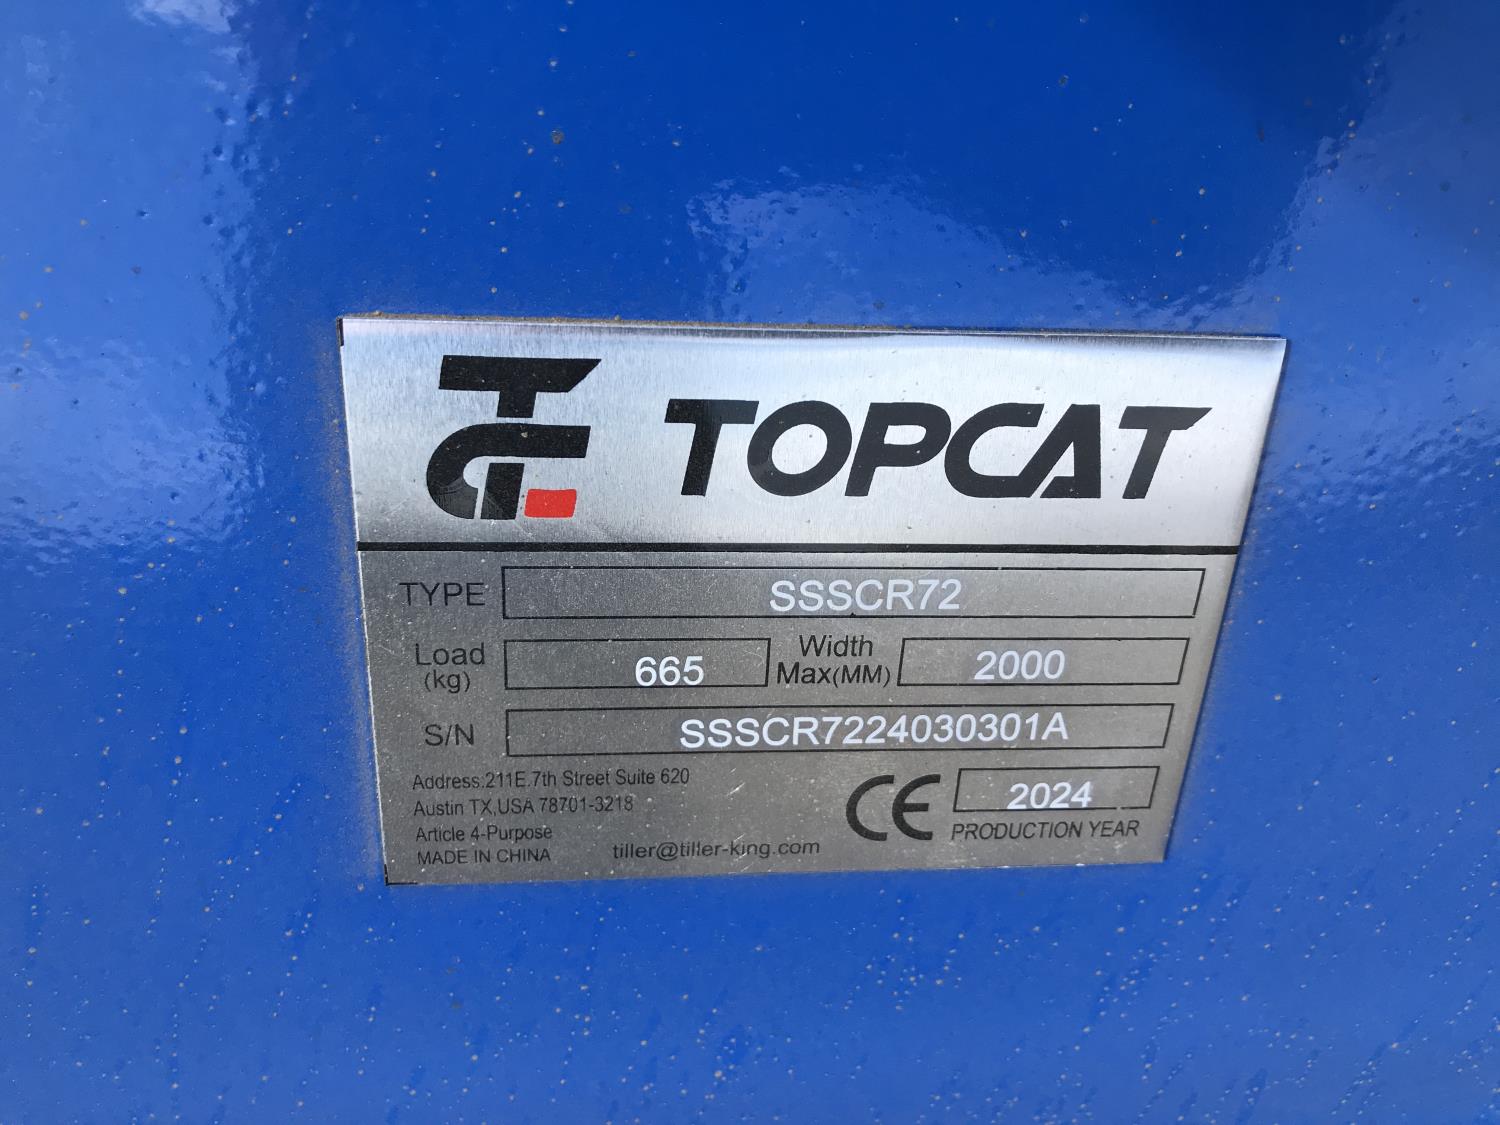 TC TOPCAT
TYPE SSSCR72
Load (kg) 665 Width Max(MM) 2000
S/N SSSCR7224030301A
Address:211E.7th Street Suite 620
Austin TX,USA 78701-3218
Article 4-Purpose
MADE IN CHINA tiller@tiller-king.com
CE 2024
PRODUCTION YEAR